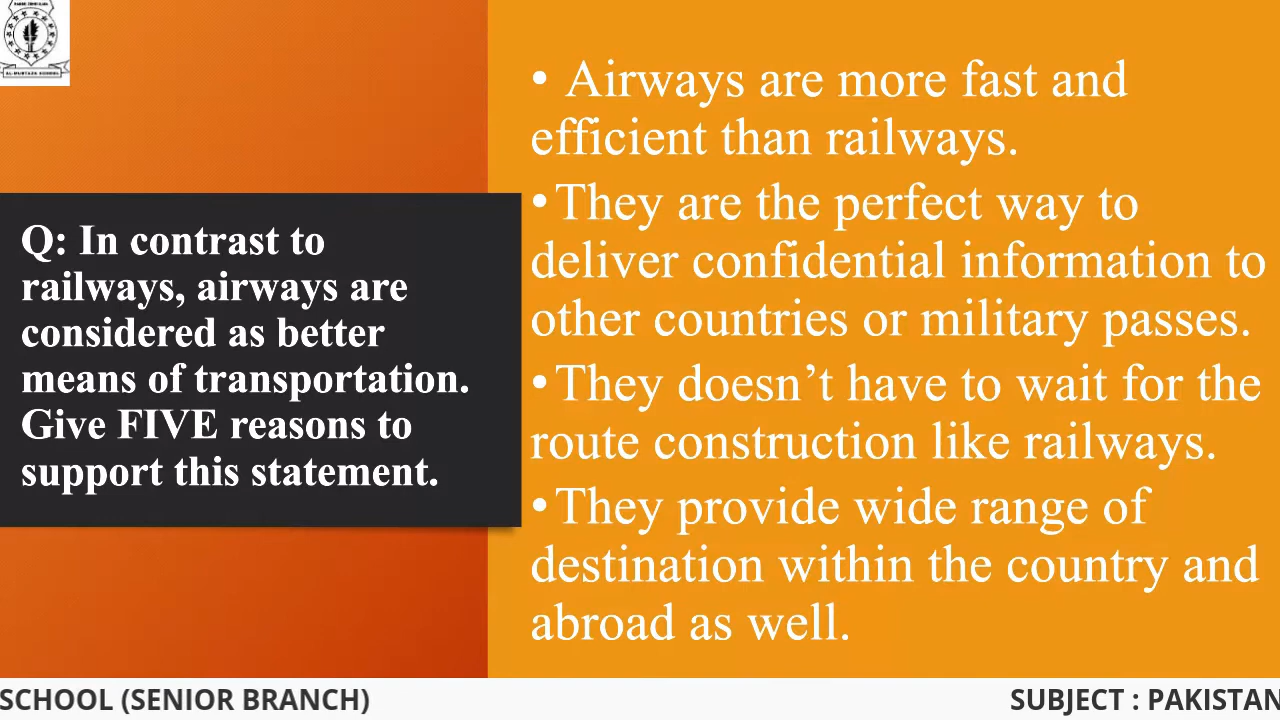 AL-MURTAZA SCHOOL
Q: In contrast to
railways, airways are
considered as better
means of transportation.
Give FIVE reasons to
support this statement.
• Airways are more fast and
efficient than railways.
•They are the perfect way to
deliver confidential information to
other countries or military passes.
•They doesn’t have to wait for the
route construction like railways.
•They provide wide range of
destination within the country and
abroad as well.
SCHOOL (SENIOR BRANCH)
SUBJECT : PAKISTAN